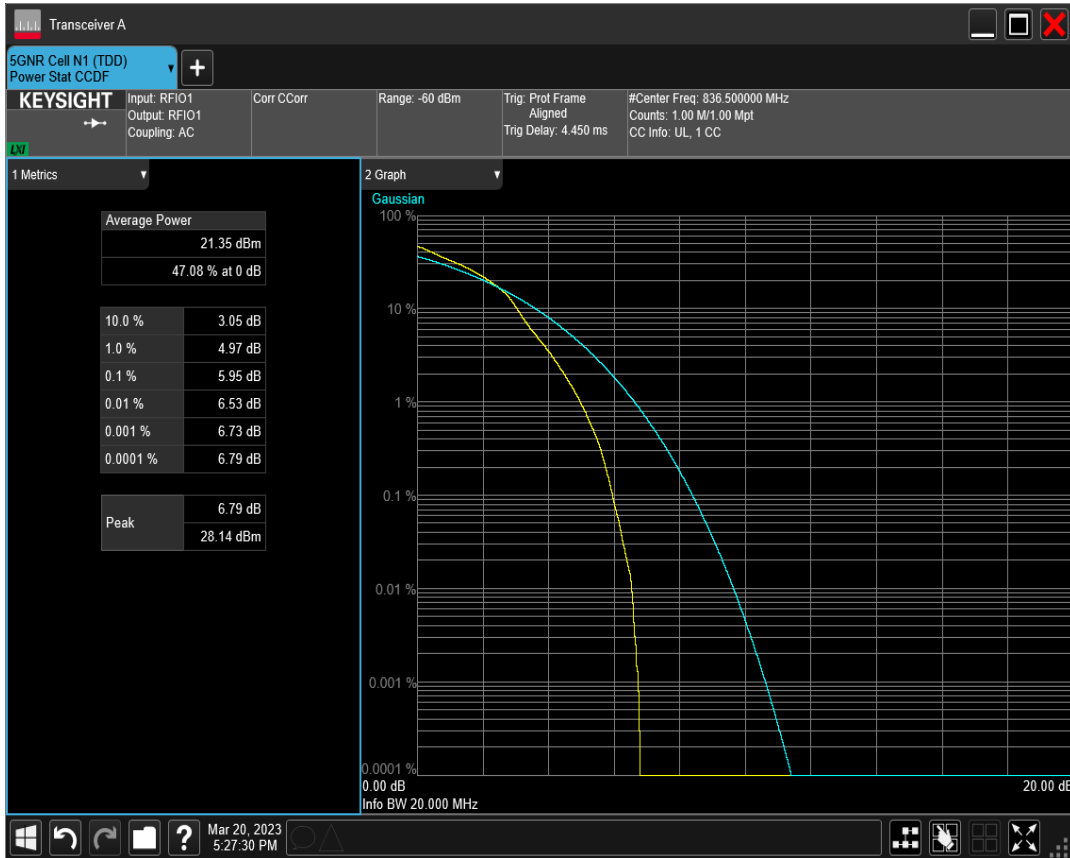 Transceiver A
5GNR Cell N1 (TDD)
Power Stat CCDF
+
KEYSIGHT
LXI
Input: RFIO1
Output: RFIO1
Coupling: AC
Corr CCorr
Range: -60 dBm
Trig: Prot Frame
Aligned
Trig Delay: 4.450 ms
#Center Freq: 836.500000 MHz
Counts: 1.00 M/1.00 Mpt
CC Info: UL, 1 CC
1 Metrics
Average Power
21.35 dBm
47.08 % at 0 dB
10.0 % 3.05 dB
1.0 % 4.97 dB
0.1 % 5.95 dB
0.01 % 6.53 dB
0.001 % 6.73 dB
0.0001 % 6.79 dB
Peak 6.79 dB
28.14 dBm
2 Graph
Gaussian
100 %
10 %
1 %
0.1 %
0.01 %
0.001 %
0.0001 %
0.00 dB 20.00 dB
Info BW 20.000 MHz
? Mar 20, 2023
5:27:30 PM